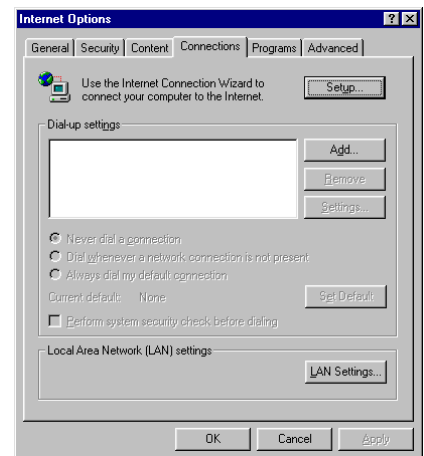 Internet Options
General Security Content Connections Programs Advanced
Use the Internet Connection Wizard to
connect your computer to the Internet.
Setup...
Dial-up settings
Add...
Remove
Settings...
Never dial a connection
Dial whenever a network connection is not present
Always dial my default connection
Current default: None
Set Default
Perform system security check before dialing
Local Area Network (LAN) settings
LAN Settings...
OK Cancel Apply